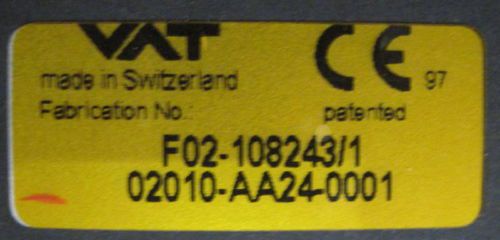 VAT CE 97
made in Switzerland
Fabrication No.: patented
F02-108243/1
02010-AA24-0001